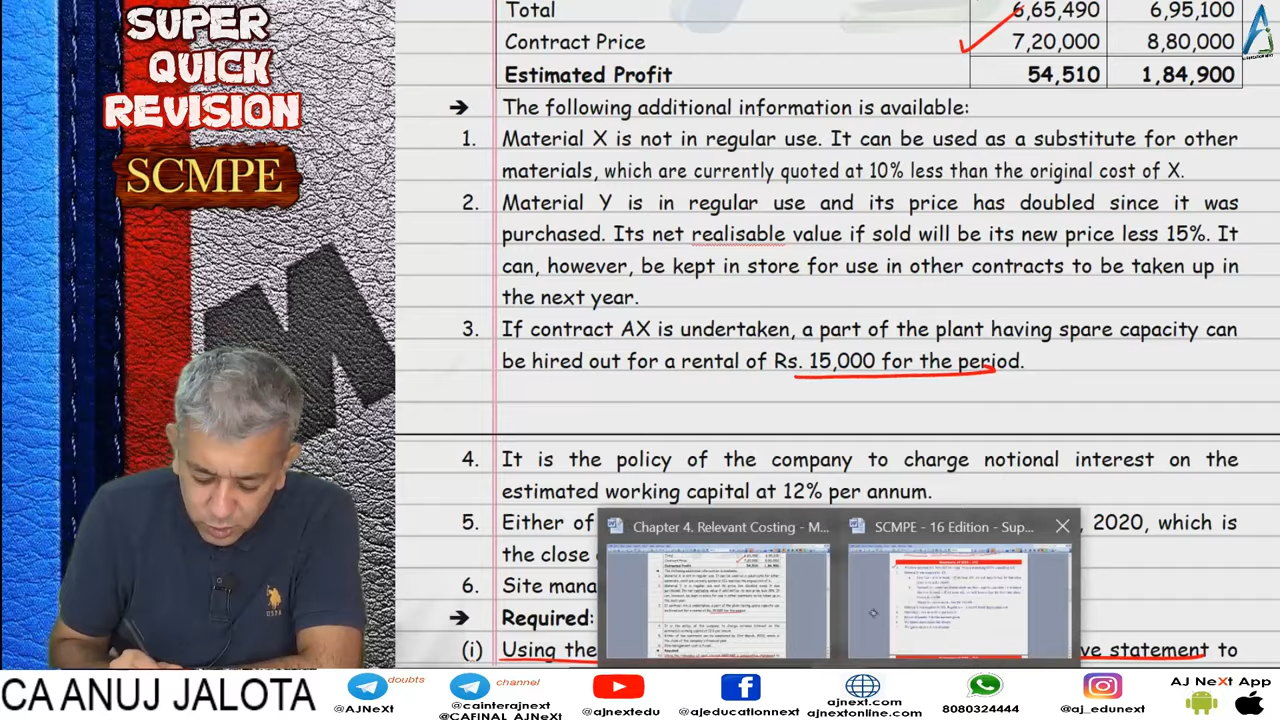 SUPER
QUICK
REVISION
SCMPE
Total 6,65,490 6,95,100
Contract Price 7,20,000 8,80,000
Estimated Profit 54,510 1,84,900
➔ The following additional information is available:
1. Material X is not in regular use. It can be used as a substitute for other
materials, which are currently quoted at 10% less than the original cost of X.
2. Material Y is in regular use and its price has doubled since it was
purchased. Its net realisable value if sold will be its new price less 15%. It
can, however, be kept in store for use in other contracts to be taken up in
the next year.
3. If contract AX is undertaken, a part of the plant having spare capacity can
be hired out for a rental of Rs. 15,000 for the period.
4. It is the policy of the company to charge notional interest on the
estimated working capital at 12% per annum.
5. Either of , 2020, which is
the close
6. Site mana
➔ Required:
(i) Using the ve statement to
Chapter 4. Relevant Costing - M...
SCMPE - 16 Edition - Sup...
CA ANUJ JALOTA
doubts
@AJNeXt
channel
@cainterajnext
@CAFINAL_AJNeXt
@ajnextedu
@ajeducationnext
ajnext.com
ajnextonline.com
8080324444
@aj_edunext
AJ NeXt App